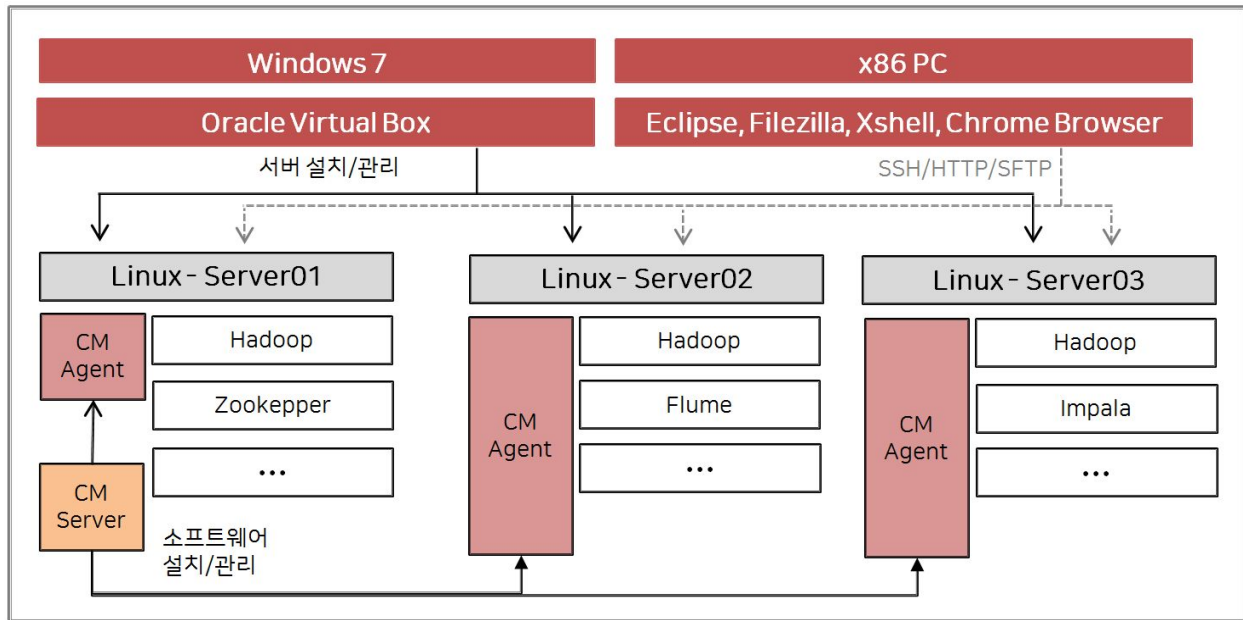 Windows 7
x86 PC
Oracle Virtual Box
Eclipse, Filezilla, Xshell, Chrome Browser
서버 설치/관리
SSH/HTTP/SFTP
Linux - Server01
Linux - Server02
Linux - Server03
CM
Agent
Hadoop
Zookepper
...
CM
Server
소프트웨어
설치/관리
CM
Agent
Hadoop
Flume
...
CM
Agent
Hadoop
Impala
...